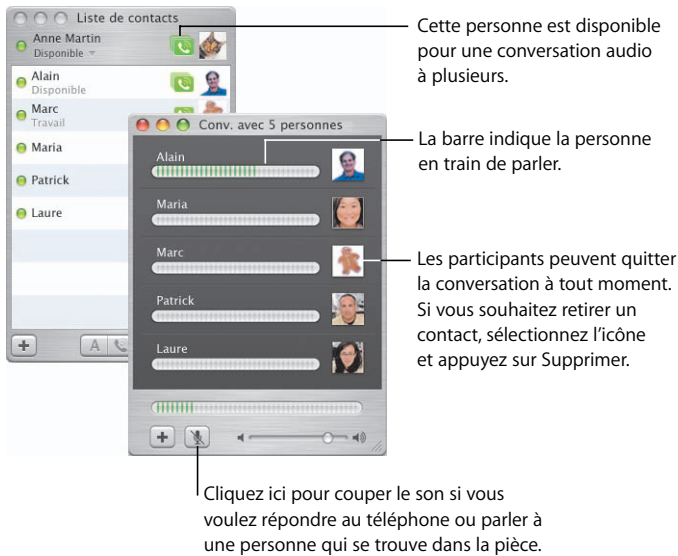 Liste de contacts
Anne Martin
Disponible
Alain
Disponible
Marc
Travail
Maria
Patrick
Laure
A
Conv. avec 5 personnes
Alain
Maria
Marc
Patrick
Laure
Cette personne est disponible
pour une conversation audio
à plusieurs.
La barre indique la personne
en train de parler.
Les participants peuvent quitter
la conversation à tout moment.
Si vous souhaitez retirer un
contact, sélectionnez l’icône
et appuyez sur Supprimer.
Cliquez ici pour couper le son si vous
voulez répondre au téléphone ou parler à
une personne qui se trouve dans la pièce.